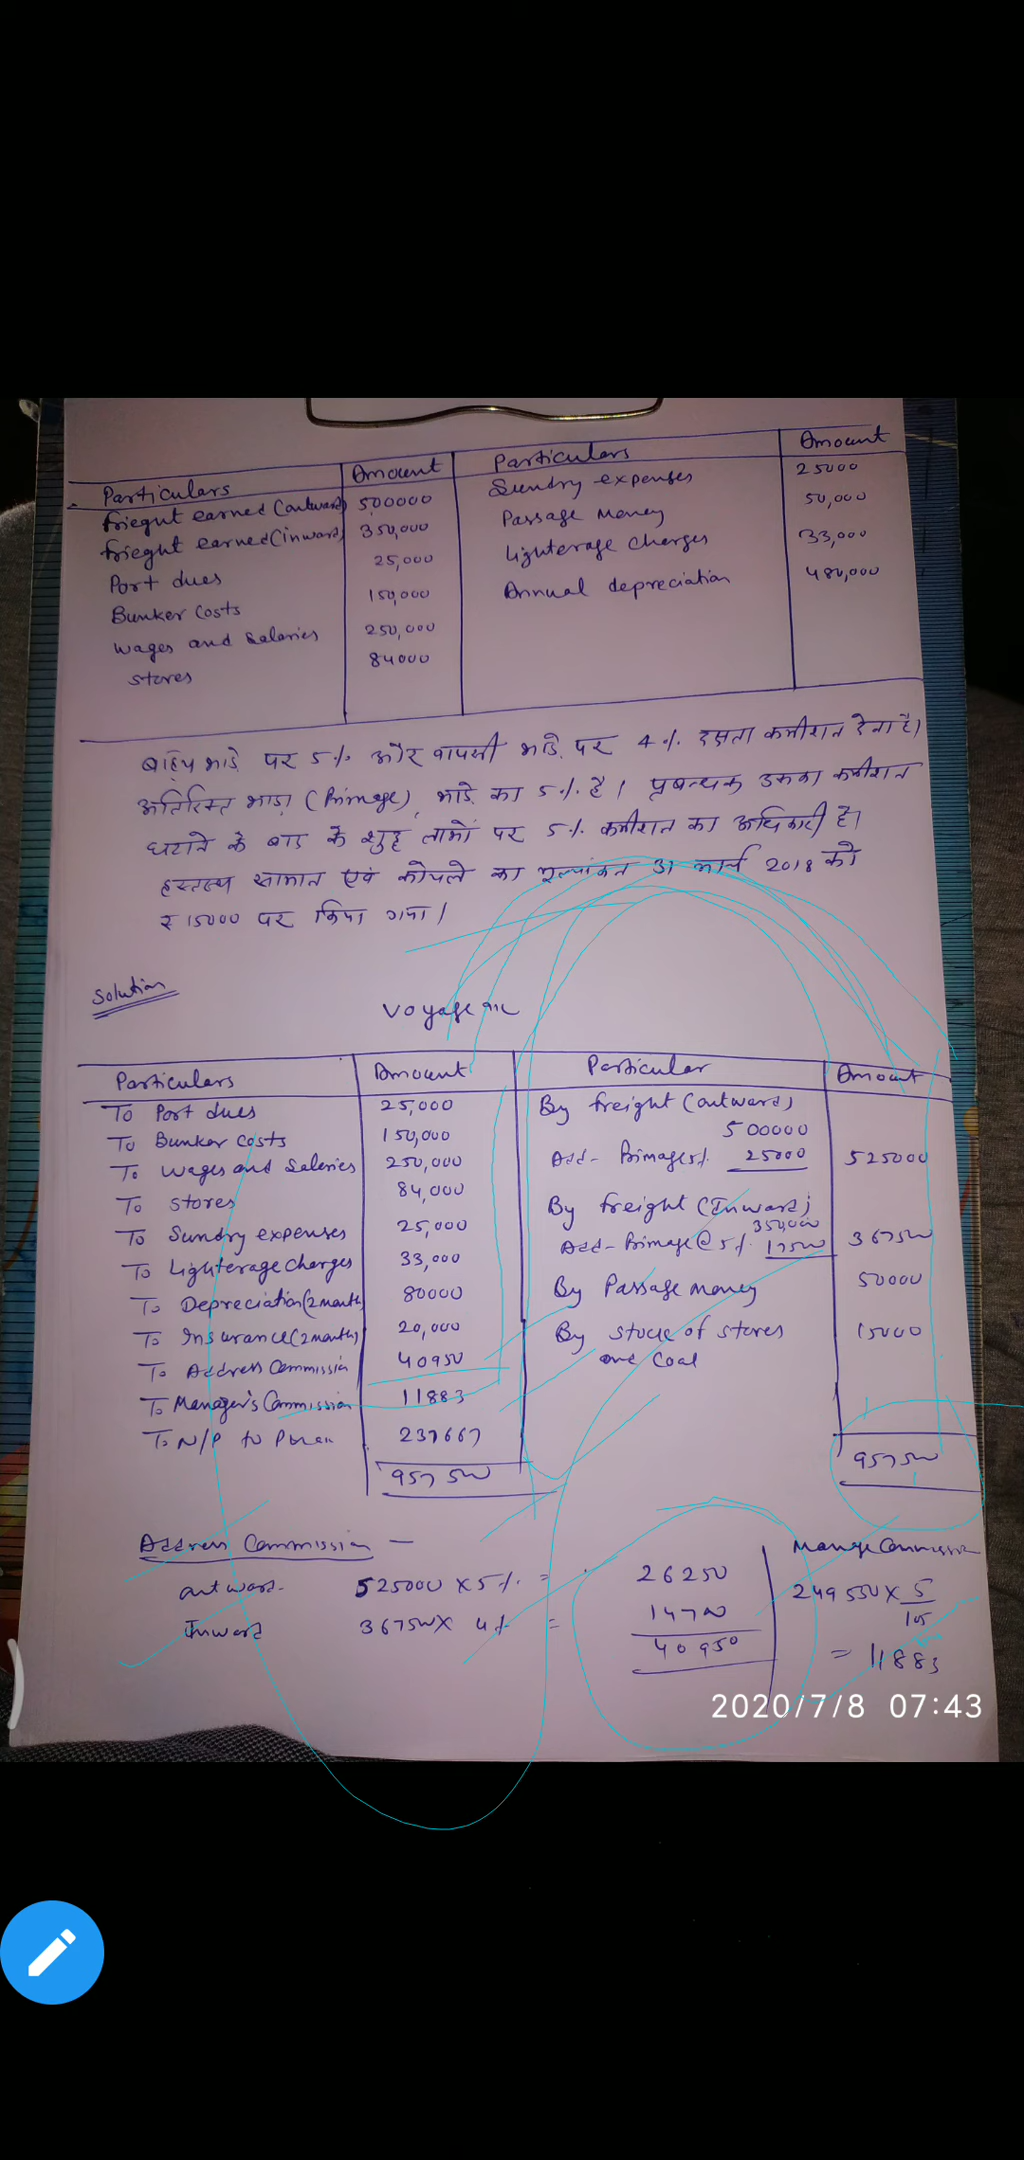 Particulars Amount Particulars Amount
frieght earned (outward) 500000 Sundry expenses 25000
frieght earned (inward) 350,000 Passage Money 50,000
Port dues 25,000 Lighterage charges 33,000
Bunker Costs 150,000 Annual depreciation 480,000
wages and Salaries 250,000
stores 84000
बाह्य भाड़े पर 5% और वापसी भाड़े पर 4% दक्षता कमीशन देना है।
अतिरिक्त भाड़ा (Primage), भाड़े का 5% है। प्रबन्धक उसका कमीशन
घटाने के बाद के शुद्ध लाभों पर 5% कमीशन का अधिकारी है।
हस्तस्थ सामान एवं कोयले का मूल्यांकन 31 मार्च 2018 को
₹ 15000 पर किया गया।
Solution
Voyage a/c
Particulars Amount Particular Amount
To Port dues 25,000 By freight (outward)
500000
To Bunker costs 150,000 Add- Primage 5% 25000 525000
To wages and Salaries 250,000
To stores 84,000 By freight (Inward)
350,000
To Sundry expenses 25,000 Add- Primage @ 5% 17500 367500
To Lighterage charges 33,000
To Depreciation (2 month) 80000 By Passage money 50000
To Insurance (2 months) 20,000 By stock of stores 15000
and Coal
To Address Commission 40950
To Manager's Commission 11883
To N/P to 237667
957500 957500
Address Commission —
outward- 525000 x 5% = 26250
Inward 367500 x 4% = 14700
40950
Manage Commission
249550 x 5/105
= 11883
2020/7/8 07:43